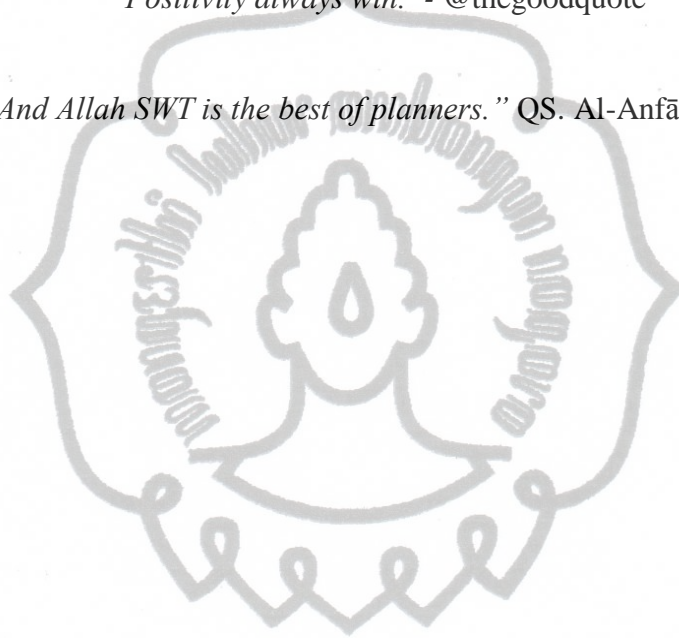 Positivity always win. - @thegoodquote
And Allah SWT is the best of planners.” QS. Al-Anfā